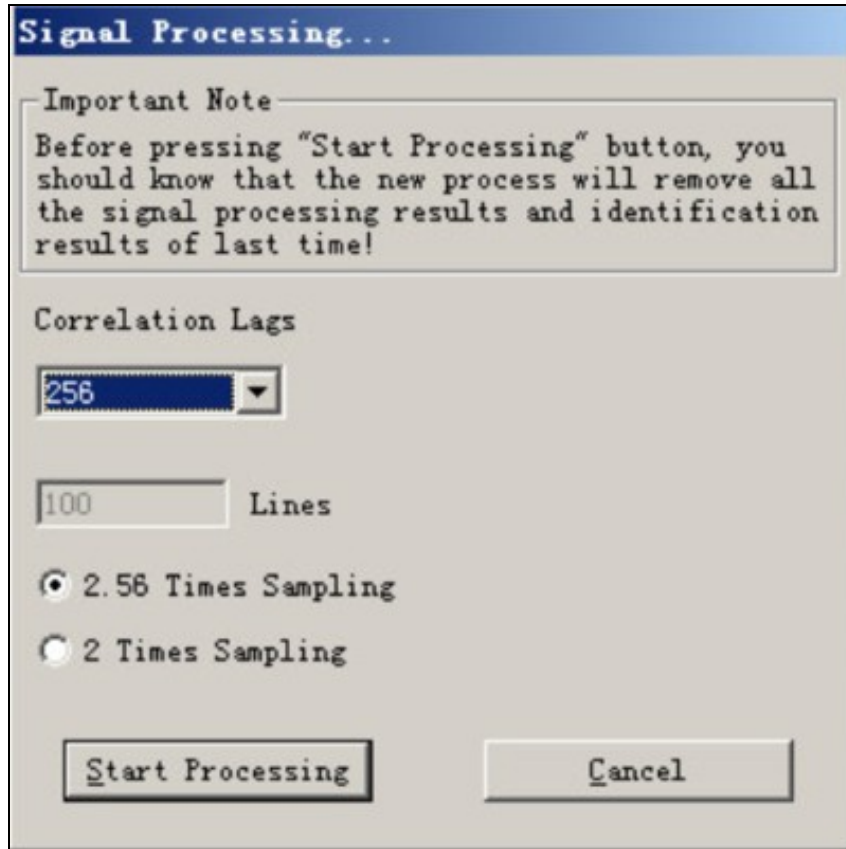 Signal Processing...
Important Note
Before pressing "Start Processing" button, you
should know that the new process will remove all
the signal processing results and identification
results of last time!
Correlation Lags
256
100 Lines
2.56 Times Sampling
2 Times Sampling
Start Processing Cancel